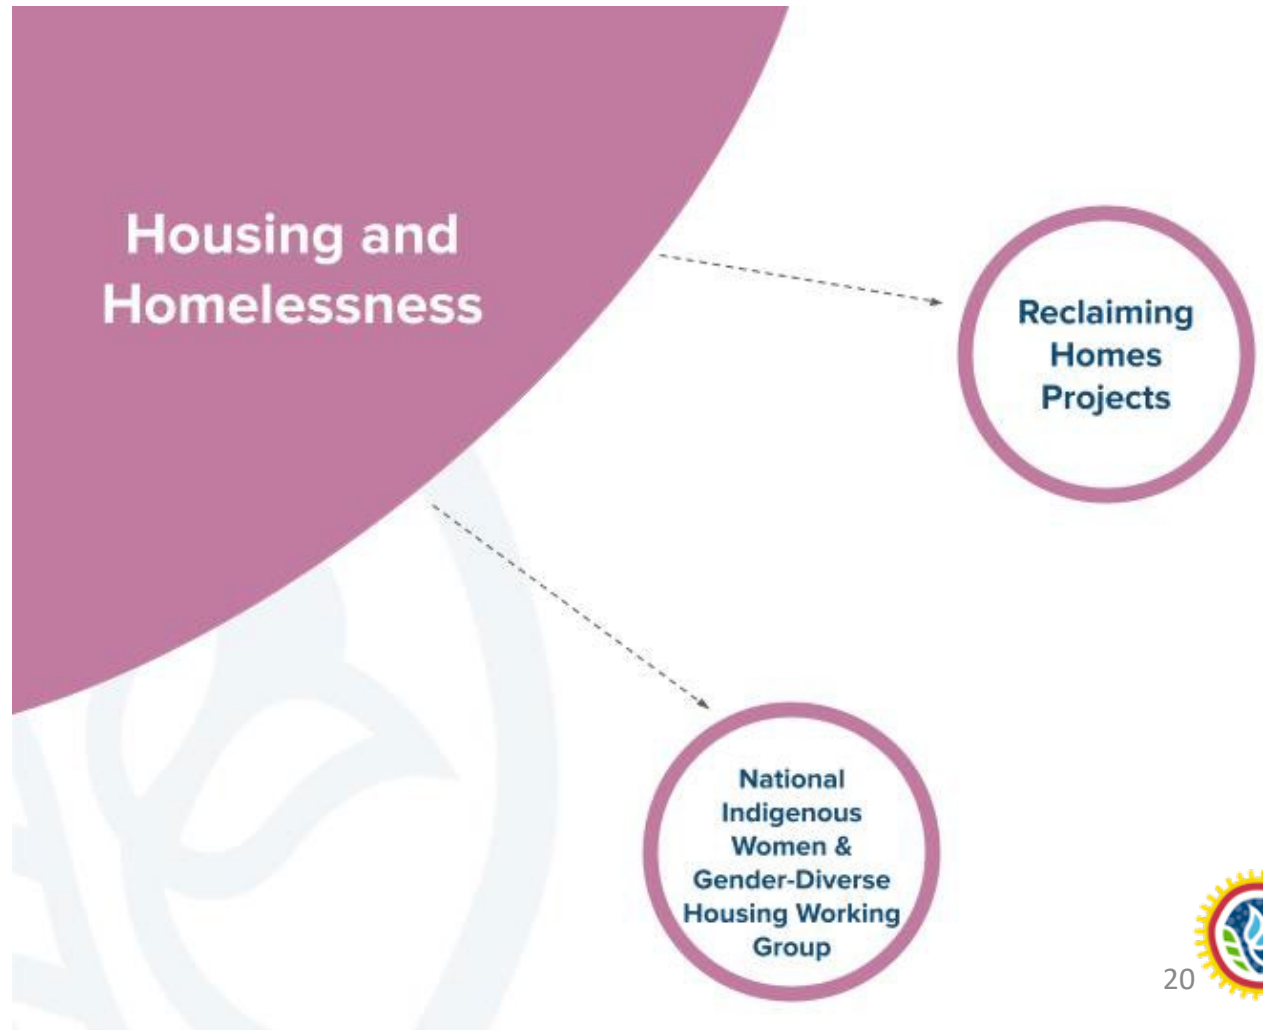 Housing and
Homelessness
Reclaiming
Homes
Projects
National
Indigenous
Women &
Gender-Diverse
Housing Working
Group
20